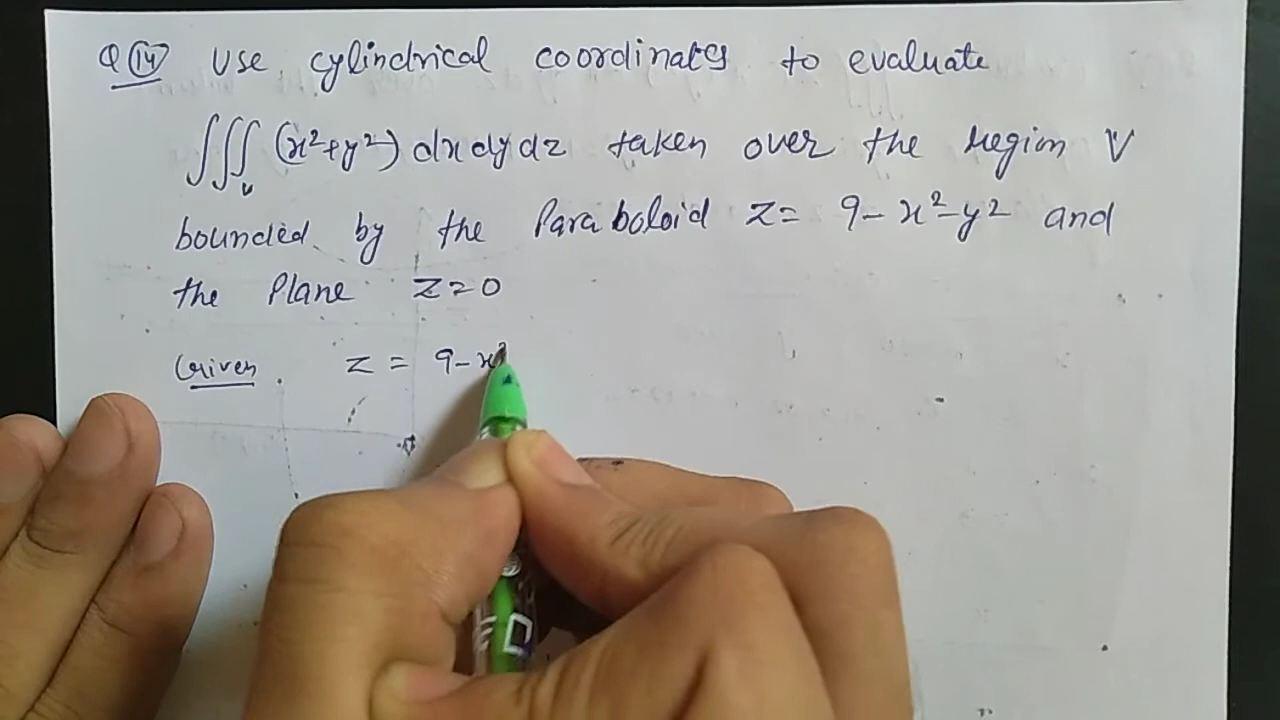 Q 14 Use cylindrical coordinates to evaluate
∭V (x²+y²) dx dy dz taken over the region V
bounded by the Paraboloid z = 9 - x² - y² and
the Plane z = 0
Given z = 9 - x²